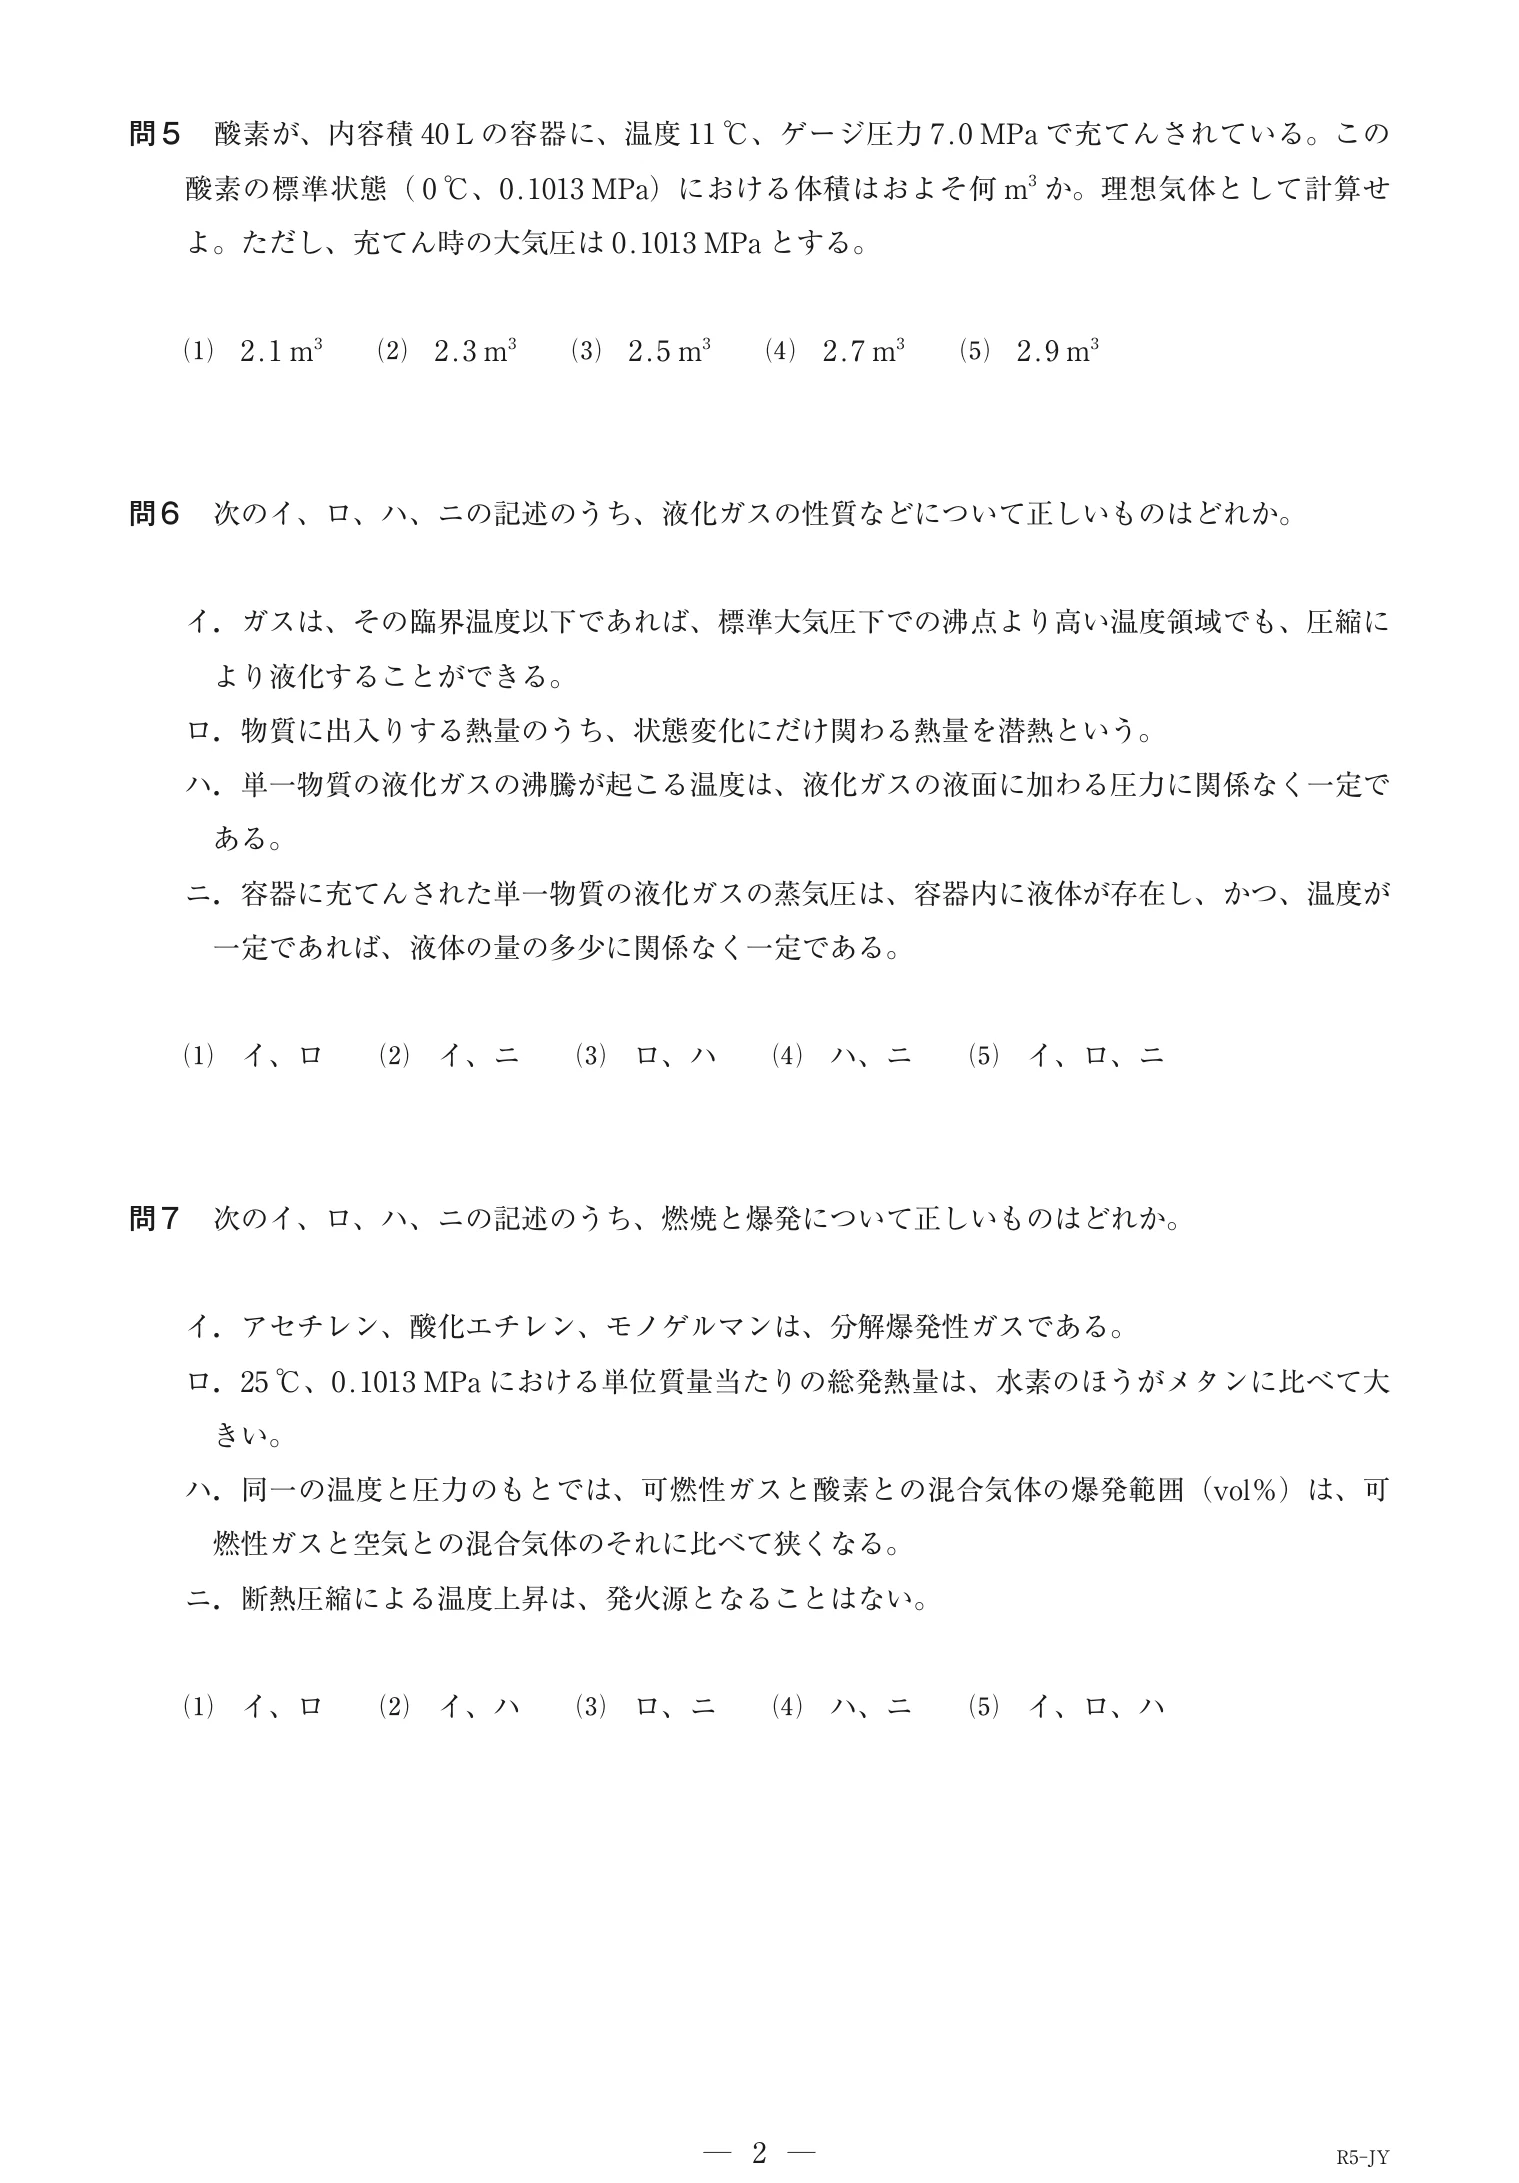 問5　酸素が、内容積 40 L の容器に、温度 11 ℃、ゲージ圧力 7.0 MPa で充てんされている。この
酸素の標準状態（0 ℃、0.1013 MPa）における体積はおよそ何 m³ か。理想気体として計算せ
よ。ただし、充てん時の大気圧は 0.1013 MPa とする。
(1)　2.1 m³　(2)　2.3 m³　(3)　2.5 m³　(4)　2.7 m³　(5)　2.9 m³
問6　次のイ、ロ、ハ、ニの記述のうち、液化ガスの性質などについて正しいものはどれか。
イ．ガスは、その臨界温度以下であれば、標準大気圧下での沸点より高い温度領域でも、圧縮に
より液化することができる。
ロ．物質に出入りする熱量のうち、状態変化にだけ関わる熱量を潜熱という。
ハ．単一物質の液化ガスの沸騰が起こる温度は、液化ガスの液面に加わる圧力に関係なく一定で
ある。
ニ．容器に充てんされた単一物質の液化ガスの蒸気圧は、容器内に液体が存在し、かつ、温度が
一定であれば、液体の量の多少に関係なく一定である。
(1)　イ、ロ　(2)　イ、ニ　(3)　ロ、ハ　(4)　ハ、ニ　(5)　イ、ロ、ニ
問7　次のイ、ロ、ハ、ニの記述のうち、燃焼と爆発について正しいものはどれか。
イ．アセチレン、酸化エチレン、モノゲルマンは、分解爆発性ガスである。
ロ．25 ℃、0.1013 MPa における単位質量当たりの総発熱量は、水素のほうがメタンに比べて大
きい。
ハ．同一の温度と圧力のもとでは、可燃性ガスと酸素との混合気体の爆発範囲（vol％）は、可
燃性ガスと空気との混合気体のそれに比べて狭くなる。
ニ．断熱圧縮による温度上昇は、発火源となることはない。
(1)　イ、ロ　(2)　イ、ハ　(3)　ロ、ニ　(4)　ハ、ニ　(5)　イ、ロ、ハ
― 2 ―
R5-JY